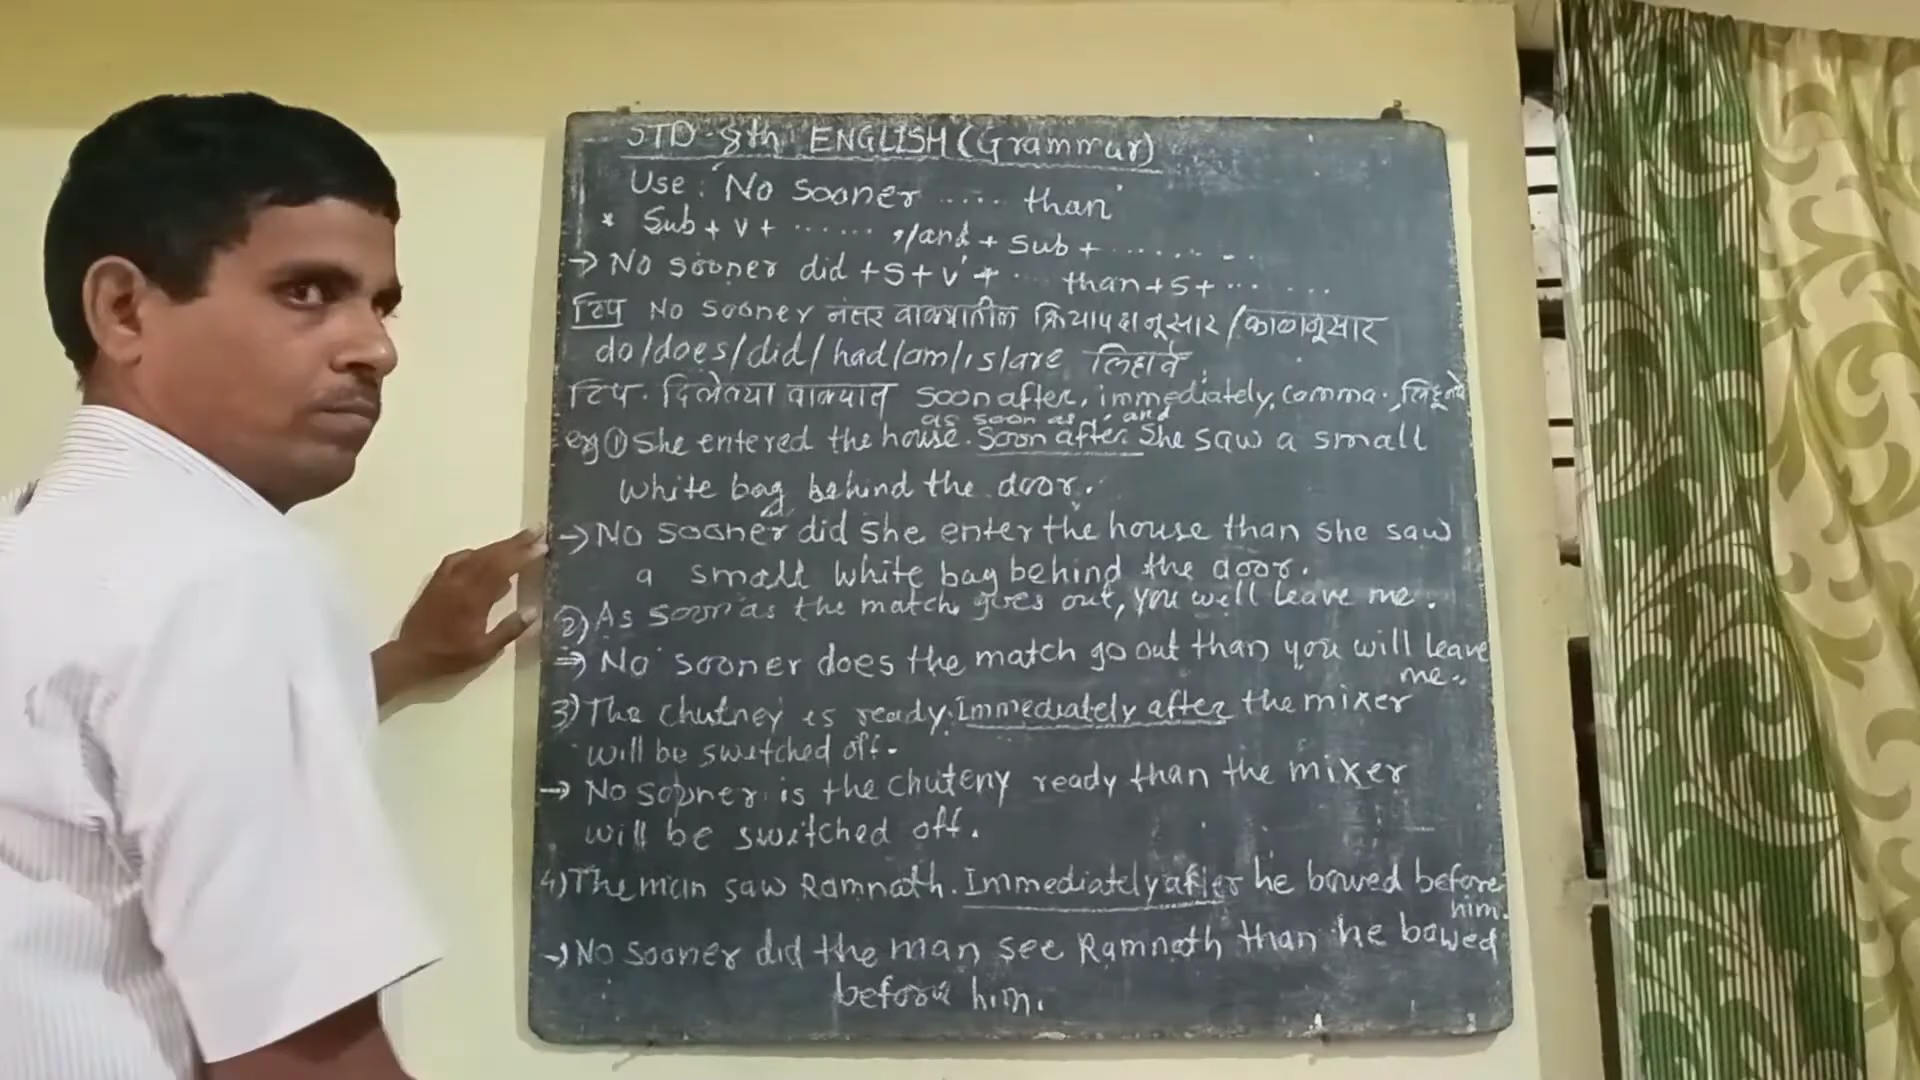 STD 8th ENGLISH (Grammar)
Use: 'No sooner ..... than'
* Sub + V + ...... , /and + Sub + .......
→ No sooner did + S + V' + ... than + S + ......
टिप No sooner नंतर वाक्यातील क्रियापदानूसार / काळानूसार
do/does/did/had/am/is/are लिहावे
टिप. दिलेल्या वाक्यात soon after, immediately, comma ,
as soon as, and
eg ① She entered the house. Soon after she saw a small
white bag behind the door.
→ No sooner did she enter the house than she saw
a small white bag behind the door.
2) As soon as the match goes out, you will leave me.
⇒ No sooner does the match go out than you will leave
me..
3) The chutney is ready. Immediately after the mixer
will be switched off.
→ No sooner is the chuteny ready than the mixer
will be switched off.
4) The man saw Ramnath. Immediately after he bowed before
him.
→ No sooner did the man see Ramnath than he bowed
before him.